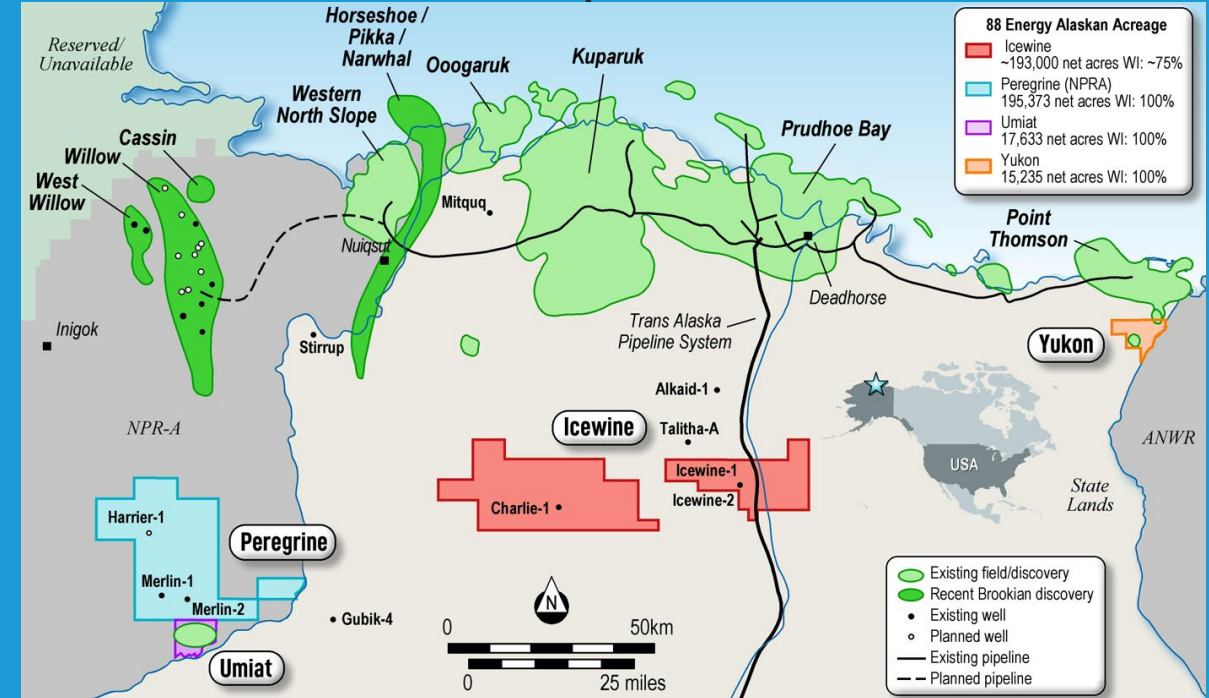 Reserved/
Unavailable
Horseshoe /
Pikka /
Narwhal
Ooogaruk
Kuparuk
Western
North Slope
Prudhoe Bay
Cassin
Willow
West
Willow
Mitquq
Nuiqsut
Point
Thomson
Deadhorse
Inigok
Stirrup
Trans Alaska
Pipeline System
Yukon
Alkaid-1
NPR-A
Icewine
Talitha-A
ANWR
USA
Icewine-1
Icewine-2
Charlie-1
State
Lands
Harrier-1
Peregrine
Merlin-1
Merlin-2
Gubik-4
Umiat
N
0
50km
0
25 miles
88 Energy Alaskan Acreage
Icewine
~193,000 net acres WI: ~75%
Peregrine (NPRA)
195,373 net acres WI: 100%
Umiat
17,633 net acres WI: 100%
Yukon
15,235 net acres WI: 100%
Existing field/discovery
Recent Brookian discovery
Existing well
Planned well
Existing pipeline
Planned pipeline